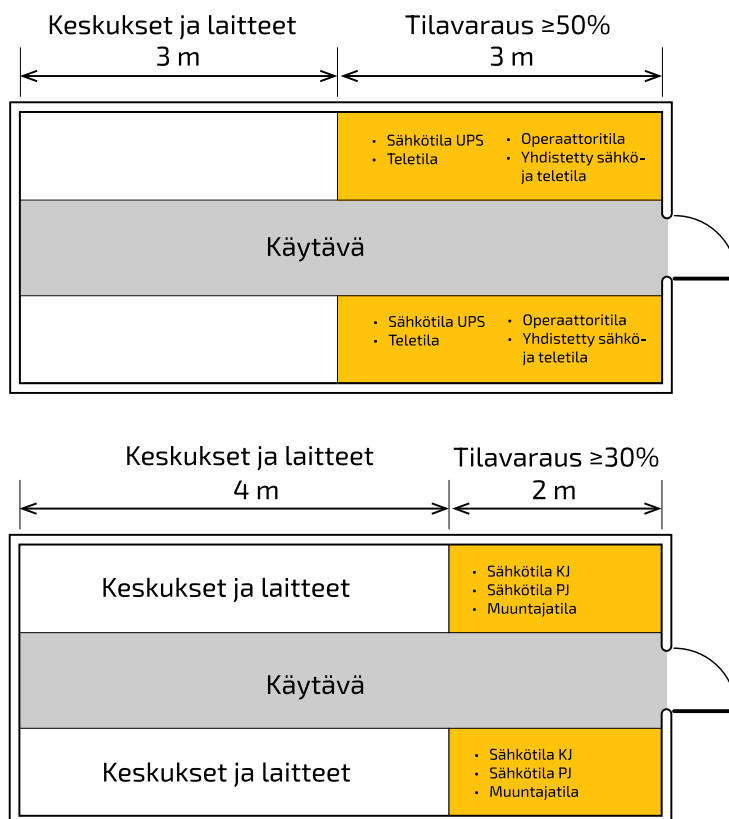 Keskukset ja laitteet
3 m
Tilavaraus ≥50%
3 m
• Sähkötila UPS
• Teletila
• Operaattoritila
• Yhdistetty sähkö-
ja teletila
Käytävä
• Sähkötila UPS
• Teletila
• Operaattoritila
• Yhdistetty sähkö-
ja teletila
Keskukset ja laitteet
4 m
Tilavaraus ≥30%
2 m
Keskukset ja laitteet
• Sähkötila KJ
• Sähkötila PJ
• Muuntajatila
Käytävä
Keskukset ja laitteet
• Sähkötila KJ
• Sähkötila PJ
• Muuntajatila